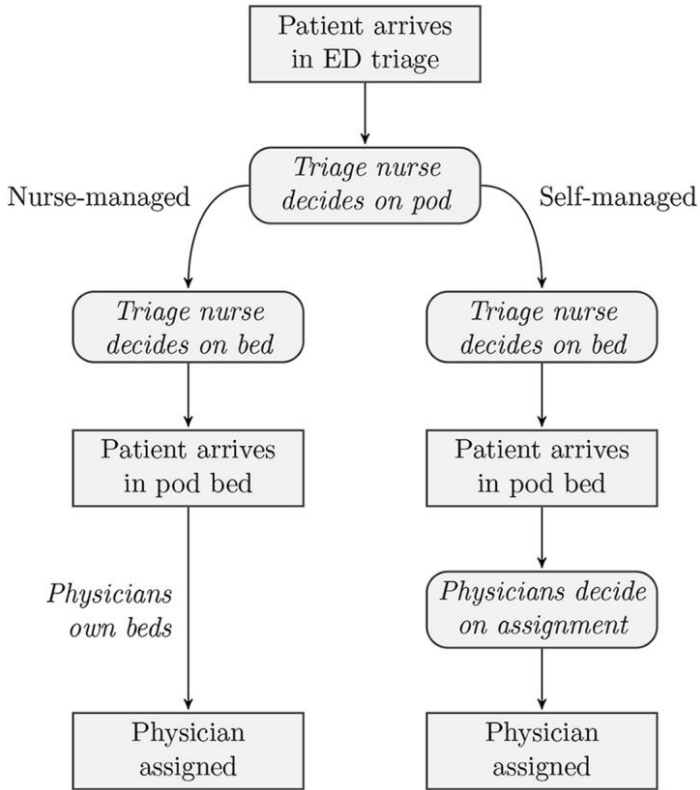 Patient arrives
in ED triage
Triage nurse
decides on pod
Nurse-managed
Self-managed
Triage nurse
decides on bed
Triage nurse
decides on bed
Patient arrives
in pod bed
Patient arrives
in pod bed
Physicians
own beds
Physicians decide
on assignment
Physician
assigned
Physician
assigned